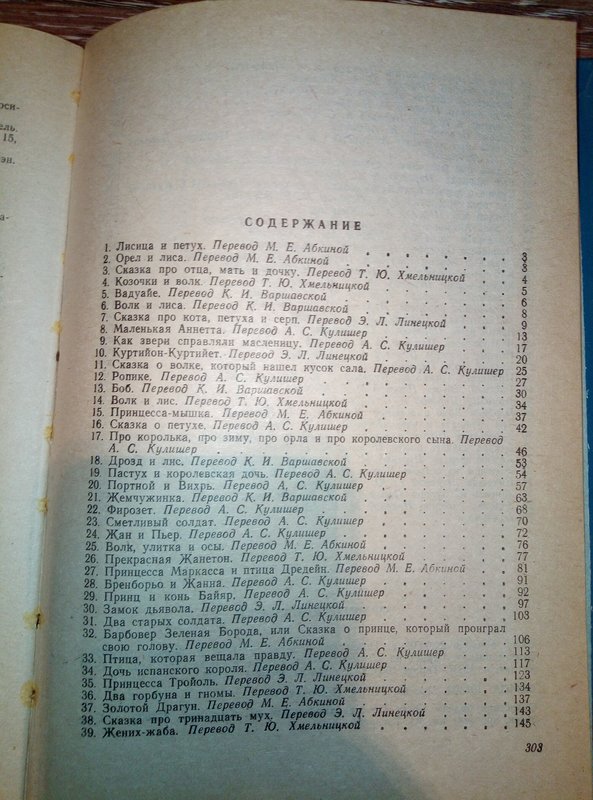 рси-
ель.
15,
эн.
а-
СОДЕРЖАНИЕ
1. Лисица и петух. Перевод М. Е. Абкиной . . . . . . . 3
2. Орел и лиса. Перевод М. Е. Абкиной . . . . . . . 3
3. Сказка про отца, мать и дочку. Перевод Т. Ю. Хмельницкой . 4
4. Козочки и волк. Перевод Т. Ю. Хмельницкой . . . . . 5
5. Вадуайе. Перевод К. И. Варшавской . . . . . . . 6
6. Волк и лиса. Перевод К. И. Варшавской . . . . . . 8
7. Сказка про кота, петуха и серп. Перевод Э. Л. Линецкой . . 9
8. Маленькая Аннетта. Перевод А. С. Кулишер . . . . . 13
9. Как звери справляли масленицу. Перевод А. С. Кулишер . . 17
10. Куртийон-Куртийет. Перевод Э. Л. Линецкой . . . . . 20
11. Сказка о волке, который нашел кусок сала. Перевод А. С. Кулишер 25
12. Ропике. Перевод А. С. Кулишер . . . . . . . 27
13. Боб. Перевод К. И. Варшавской . . . . . . . 30
14. Волк и лис. Перевод Т. Ю. Хмельницкой . . . . . . 34
15. Принцесса-мышка. Перевод М. Е. Абкиной . . . . . 37
16. Сказка о петухе. Перевод А. С. Кулишер . . . . . . 42
17. Про королька, про зиму, про орла и про королевского сына. Перевод
А. С. Кулишер . . . . . . . . . . 46
18. Дрозд и лис. Перевод К. И. Варшавской . . . . . . 53
19. Пастух и королевская дочь. Перевод А. С. Кулишер . . . 54
20. Портной и Вихрь. Перевод А. С. Кулишер . . . . . 57
21. Жемчужинка. Перевод К. И. Варшавской . . . . . . 63
22. Фирозет. Перевод А. С. Кулишер . . . . . . . 68
23. Сметливый солдат. Перевод А. С. Кулишер . . . . . 70
24. Жан и Пьер. Перевод А. С. Кулишер . . . . . . 72
25. Волк, улитка и осы. Перевод М. Е. Абкиной . . . . . 76
26. Прекрасная Жанетон. Перевод Т. Ю. Хмельницкой . . . 77
27. Принцесса Маркасса и птица Дредейн. Перевод М. Е. Абкиной . 81
28. Бренборьо и Жанна. Перевод А. С. Кулишер . . . . . 91
29. Принц и конь Байяр. Перевод А. С. Кулишер . . . . 92
30. Замок дьявола. Перевод Э. Л. Линецкой . . . . . . 97
31. Два старых солдата. Перевод А. С. Кулишер . . . . 103
32. Барбовер Зеленая Борода, или Сказка о принце, который проиграл
свою голову. Перевод М. Е. Абкиной . . . . . . 106
33. Птица, которая вещала правду. Перевод А. С. Кулишер . . 113
34. Дочь испанского короля. Перевод А. С. Кулишер . . . . 117
35. Принцесса Тройоль. Перевод Э. Л. Линецкой . . . . . 123
36. Два горбуна и гномы. Перевод Т. Ю. Хмельницкой . . . 134
37. Золотой Драгун. Перевод М. Е. Абкиной . . . . . . 137
38. Сказка про тринадцать мух. Перевод Э. Л. Линецкой . . . 143
39. Жених-жаба. Перевод Т. Ю. Хмельницкой . . . . . . 145
303